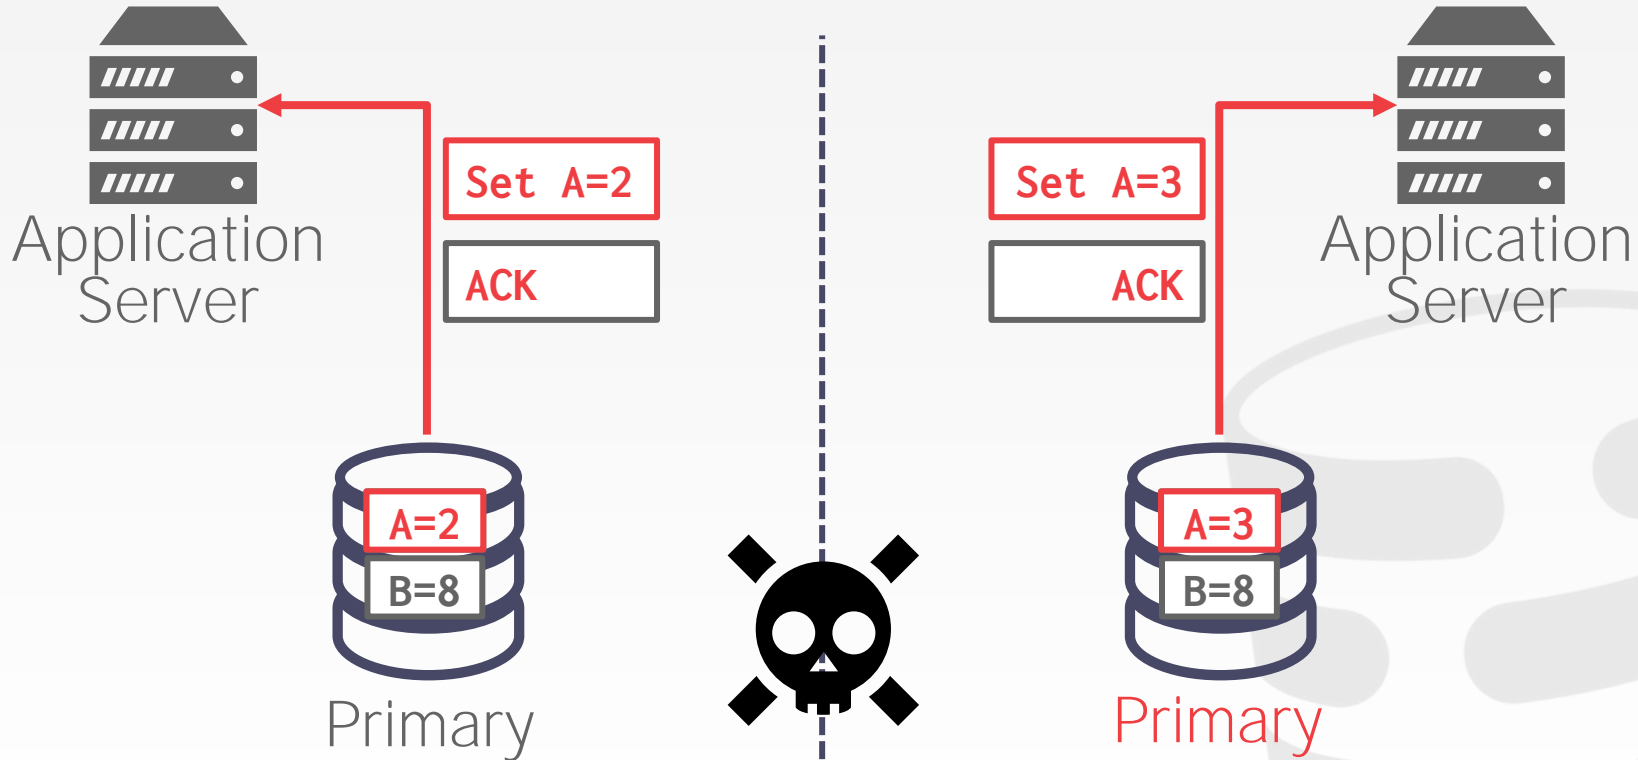 Set A=2
ACK
Application
Server
A=2
B=8
Primary
Set A=3
ACK
Application
Server
A=3
B=8
Primary